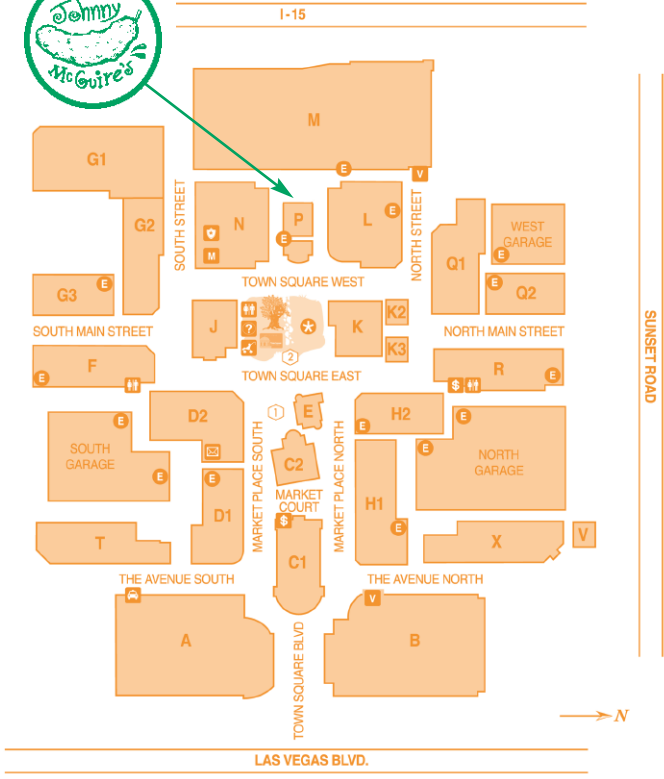 Johnny
McGuire's
I-15
M
E
V
G1
G2
G3
E
SOUTH STREET
N
M
P
E
L
E
NORTH STREET
Q1
WEST
GARAGE
E
E
Q2
TOWN SQUARE WEST
SOUTH MAIN STREET
J
?
2
K
K2
K3
NORTH MAIN STREET
TOWN SQUARE EAST
F
E
R
$
E
SUNSET ROAD
SOUTH
GARAGE
E
E
D2
1
E
C2
H2
E
NORTH
GARAGE
E
E
E
D1
MARKET PLACE SOUTH
MARKET
COURT
MARKET PLACE NORTH
H1
E
T
$
C1
X
V
THE AVENUE SOUTH
THE AVENUE NORTH
A
TOWN SQUARE BLVD
V
B
N
LAS VEGAS BLVD.